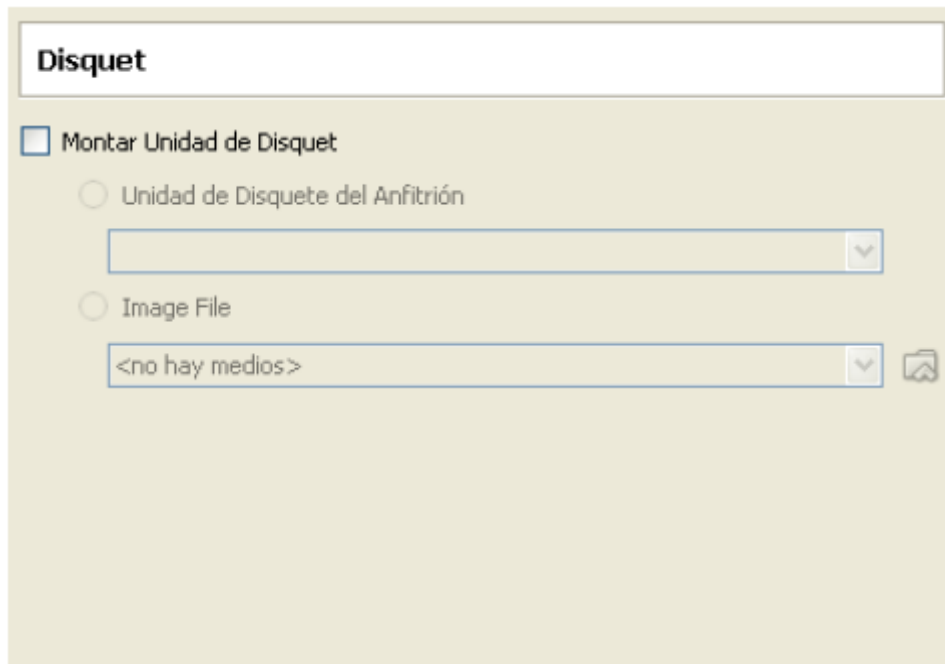 Disquet
Montar Unidad de Disquet
Unidad de Disquete del Anfitrión
Image File
<no hay medios>